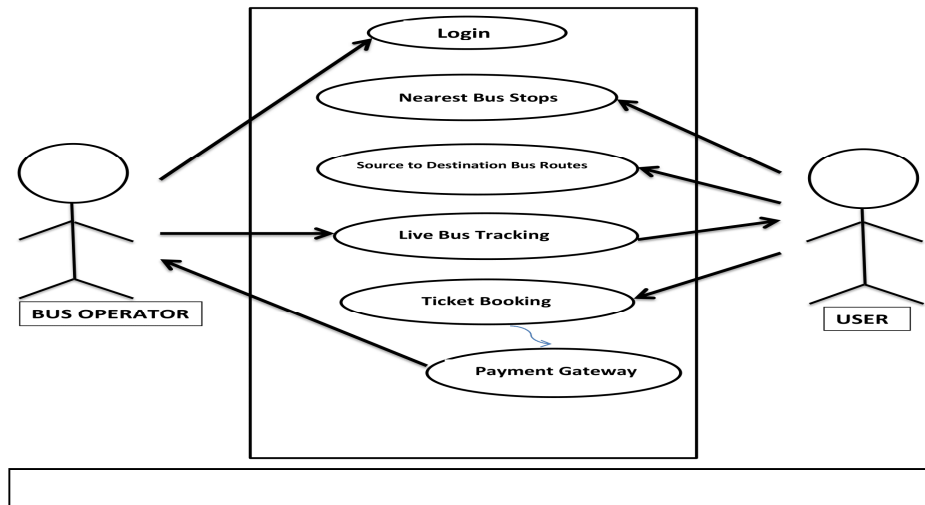 Login
Nearest Bus Stops
Source to Destination Bus Routes
Live Bus Tracking
Ticket Booking
BUS OPERATOR
USER
Payment Gateway